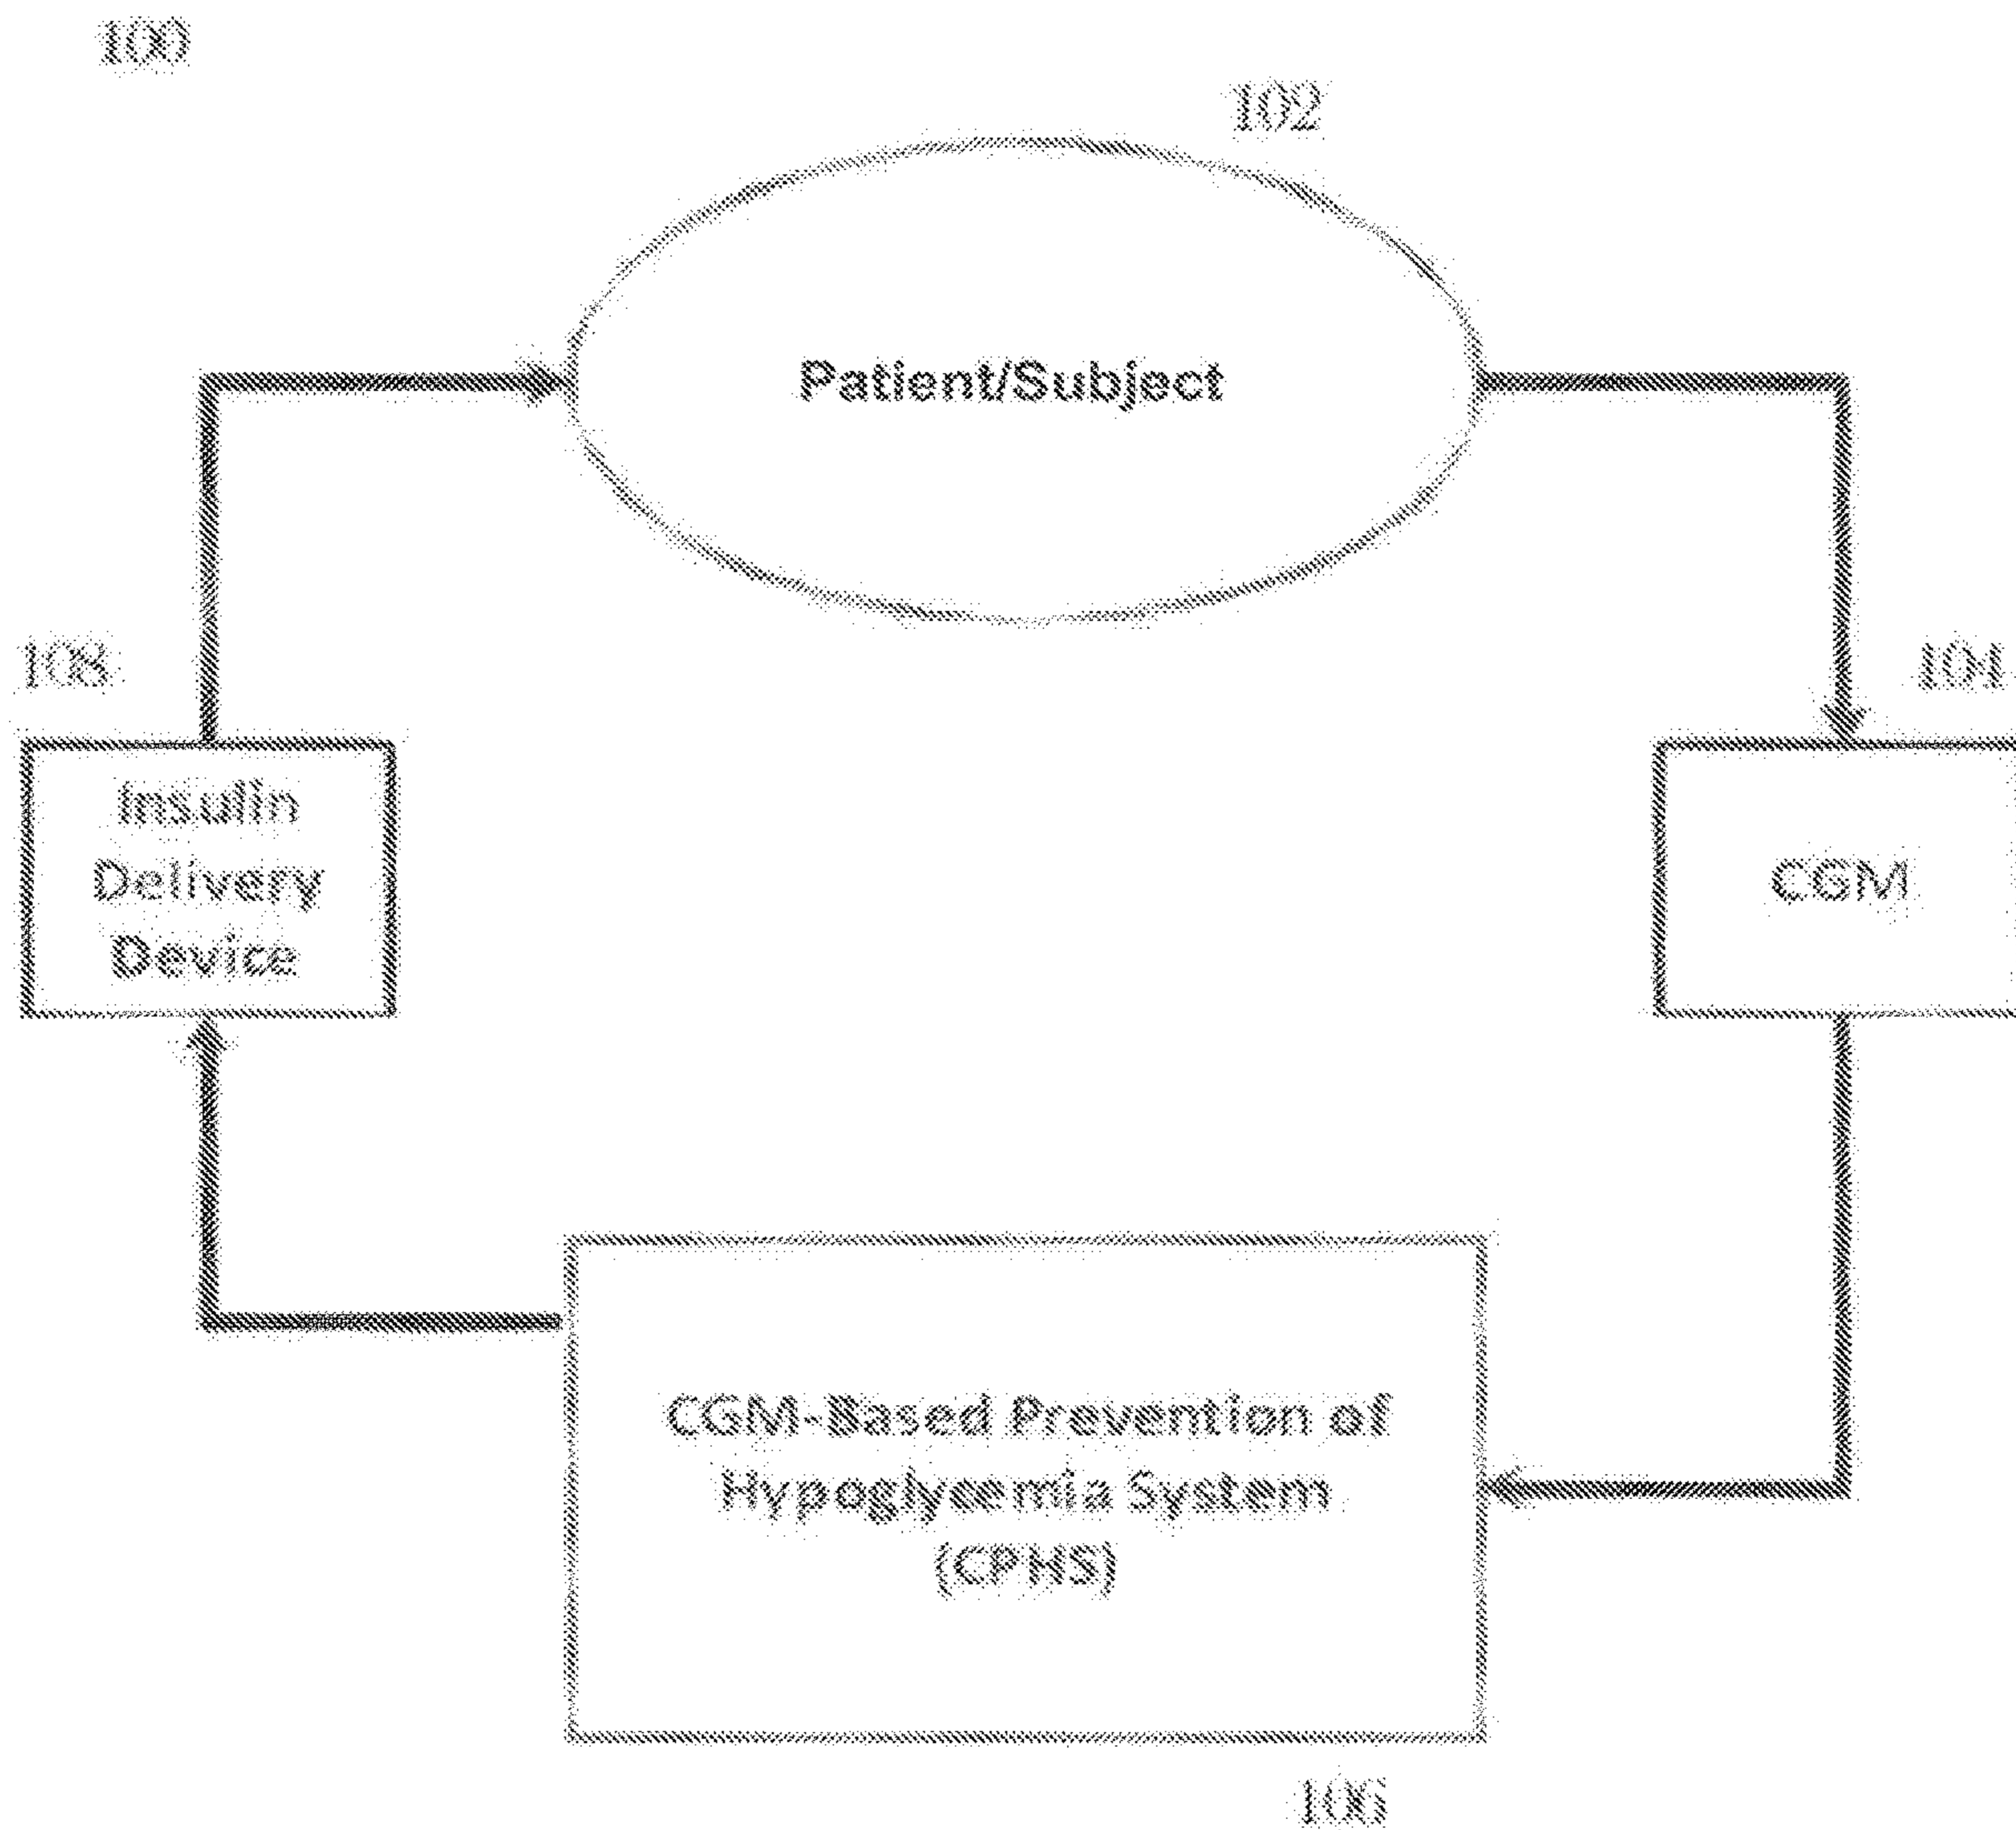 100
102
Patient/Subject
108
104
Insulin
Delivery
Device
CGM
CGM-Based Prevention of
Hypoglycemia System
(CPHS)
106